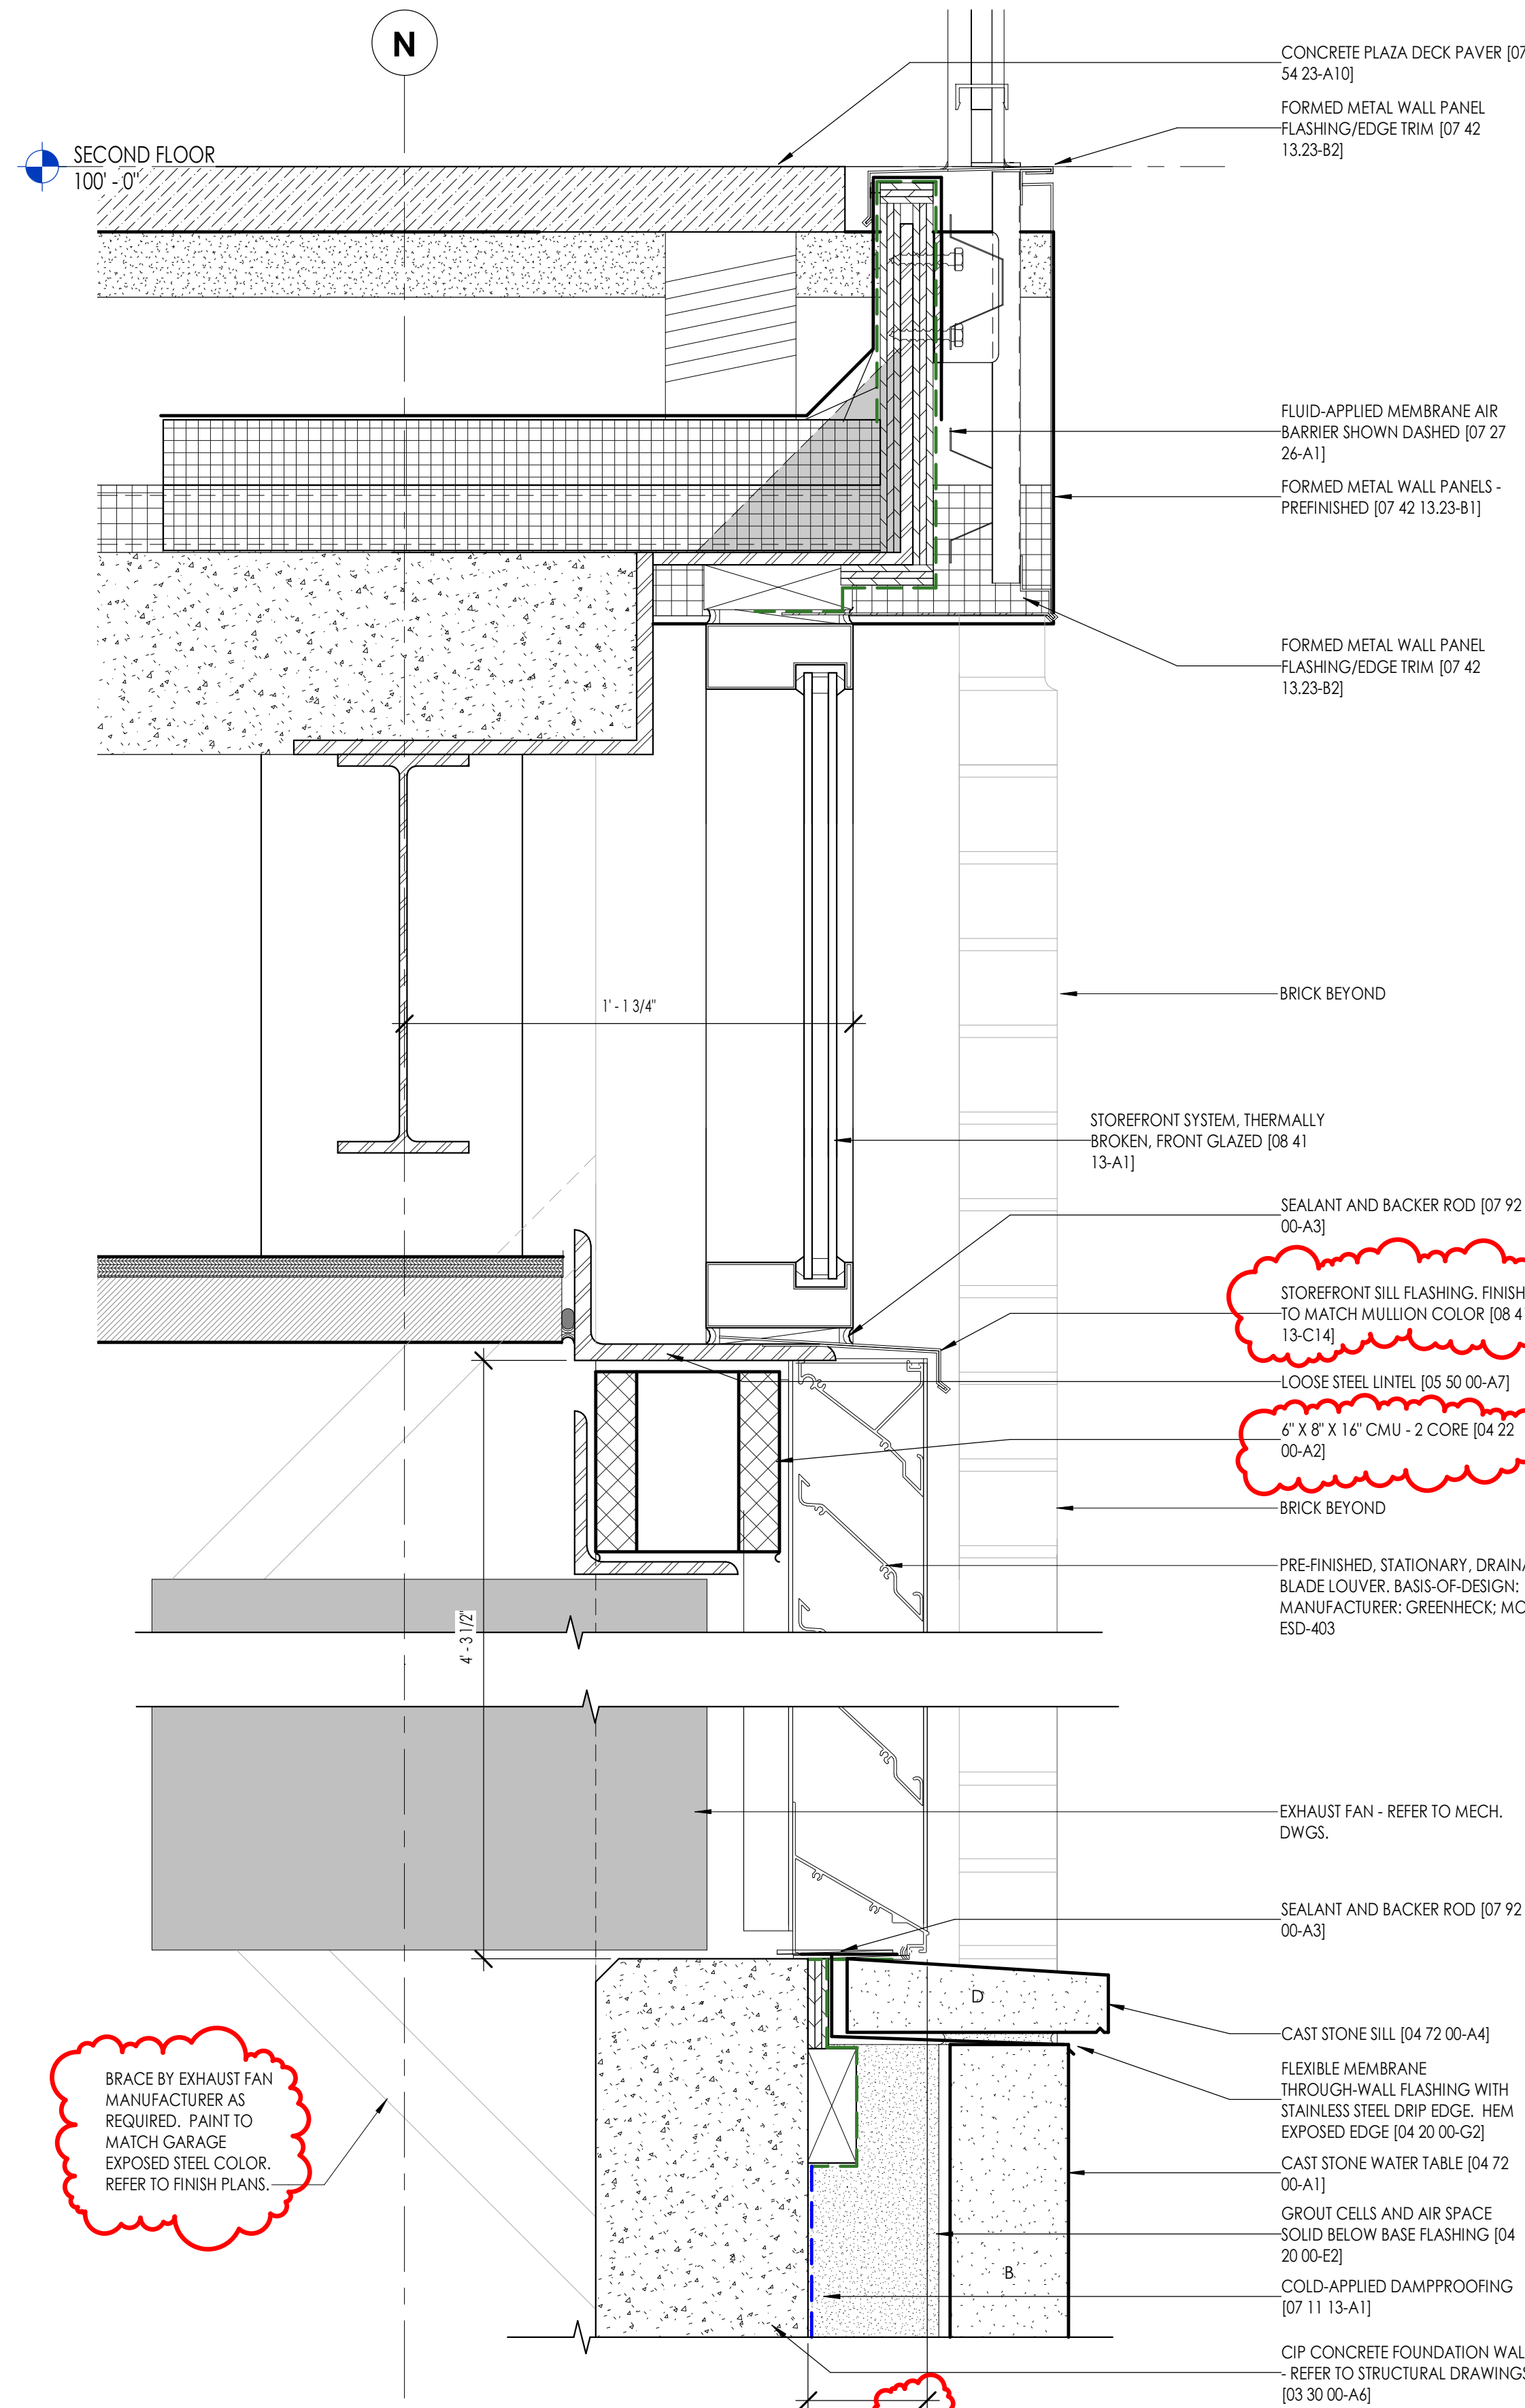 N
SECOND FLOOR
100' - 0"
CONCRETE PLAZA DECK PAVER [07
54 23-A10]
FORMED METAL WALL PANEL
FLASHING/EDGE TRIM [07 42
13.23-B2]
FLUID-APPLIED MEMBRANE AIR
BARRIER SHOWN DASHED [07 27
26-A1]
FORMED METAL WALL PANELS -
PREFINISHED [07 42 13.23-B1]
FORMED METAL WALL PANEL
FLASHING/EDGE TRIM [07 42
13.23-B2]
BRICK BEYOND
1' - 1 3/4"
STOREFRONT SYSTEM, THERMALLY
BROKEN, FRONT GLAZED [08 41
13-A1]
SEALANT AND BACKER ROD [07 92
00-A3]
STOREFRONT SILL FLASHING. FINISH
TO MATCH MULLION COLOR [08 4
13-C14]
LOOSE STEEL LINTEL [05 50 00-A7]
6" X 8" X 16" CMU - 2 CORE [04 22
00-A2]
BRICK BEYOND
PRE-FINISHED, STATIONARY, DRAINA
BLADE LOUVER. BASIS-OF-DESIGN:
MANUFACTURER: GREENHECK; MO
ESD-403
4' - 3 1/2"
EXHAUST FAN - REFER TO MECH.
DWGS.
SEALANT AND BACKER ROD [07 92
00-A3]
D
CAST STONE SILL [04 72 00-A4]
FLEXIBLE MEMBRANE
THROUGH-WALL FLASHING WITH
STAINLESS STEEL DRIP EDGE. HEM
EXPOSED EDGE [04 20 00-G2]
BRACE BY EXHAUST FAN
MANUFACTURER AS
REQUIRED. PAINT TO
MATCH GARAGE
EXPOSED STEEL COLOR.
REFER TO FINISH PLANS.
CAST STONE WATER TABLE [04 72
00-A1]
GROUT CELLS AND AIR SPACE
SOLID BELOW BASE FLASHING [04
20 00-E2]
B
COLD-APPLIED DAMPPROOFING
[07 11 13-A1]
CIP CONCRETE FOUNDATION WAL
- REFER TO STRUCTURAL DRAWINGS
[03 30 00-A6]